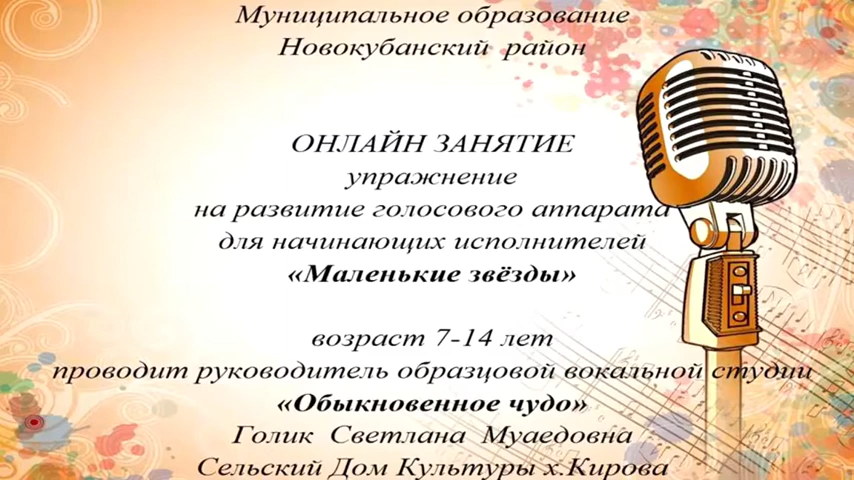 Муниципальное образование
Новокубанский район
ОНЛАЙН ЗАНЯТИЕ
упражнение
на развитие голосового аппарата
для начинающих исполнителей
«Маленькие звёзды»
возраст 7-14 лет
проводит руководитель образцовой вокальной студии
«Обыкновенное чудо»
Голик Светлана Муаедовна
Сельский Дом Культуры х.Кирова